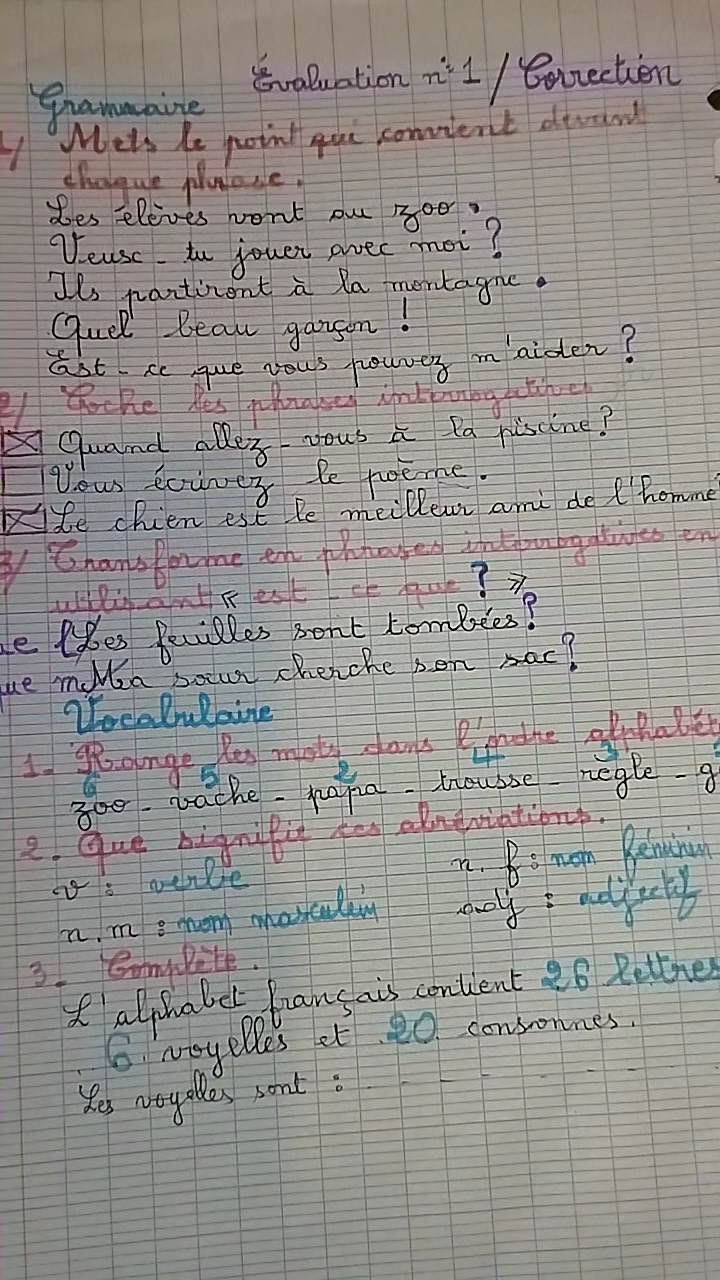 Évaluation n°1 / Correction
Grammaire
1/ Mets le point qui convient devant
chaque phrase.
Les élèves vont au zoo.
Veux-tu jouer avec moi ?
Ils partiront à la montagne.
Quel beau garçon !
Est-ce que vous pouvez m'aider ?
2/ Coche les phrases interrogatives
Quand allez-vous à la piscine ?
Vous écrivez le poème.
Le chien est le meilleur ami de l'homme ?
3/ Transforme en phrases interrogatives en
utilisant « est-ce que ? »
Les feuilles sont tombées ?
Ma sœur cherche son sac ?
Vocabulaire
1- Range les mots dans l'ordre
6 5 2 4 3
zoo - vache - papa - trousse - règle - g
2. Que signifie ces abréviations.
v : verbe n.f : nom féminin
n.m : nom masculin adj : adjectif
3- Complète.
L'alphabet français contient 26 lettres
6 voyelles et 20 consonnes.
Les voyelles sont : - - - - - - - -